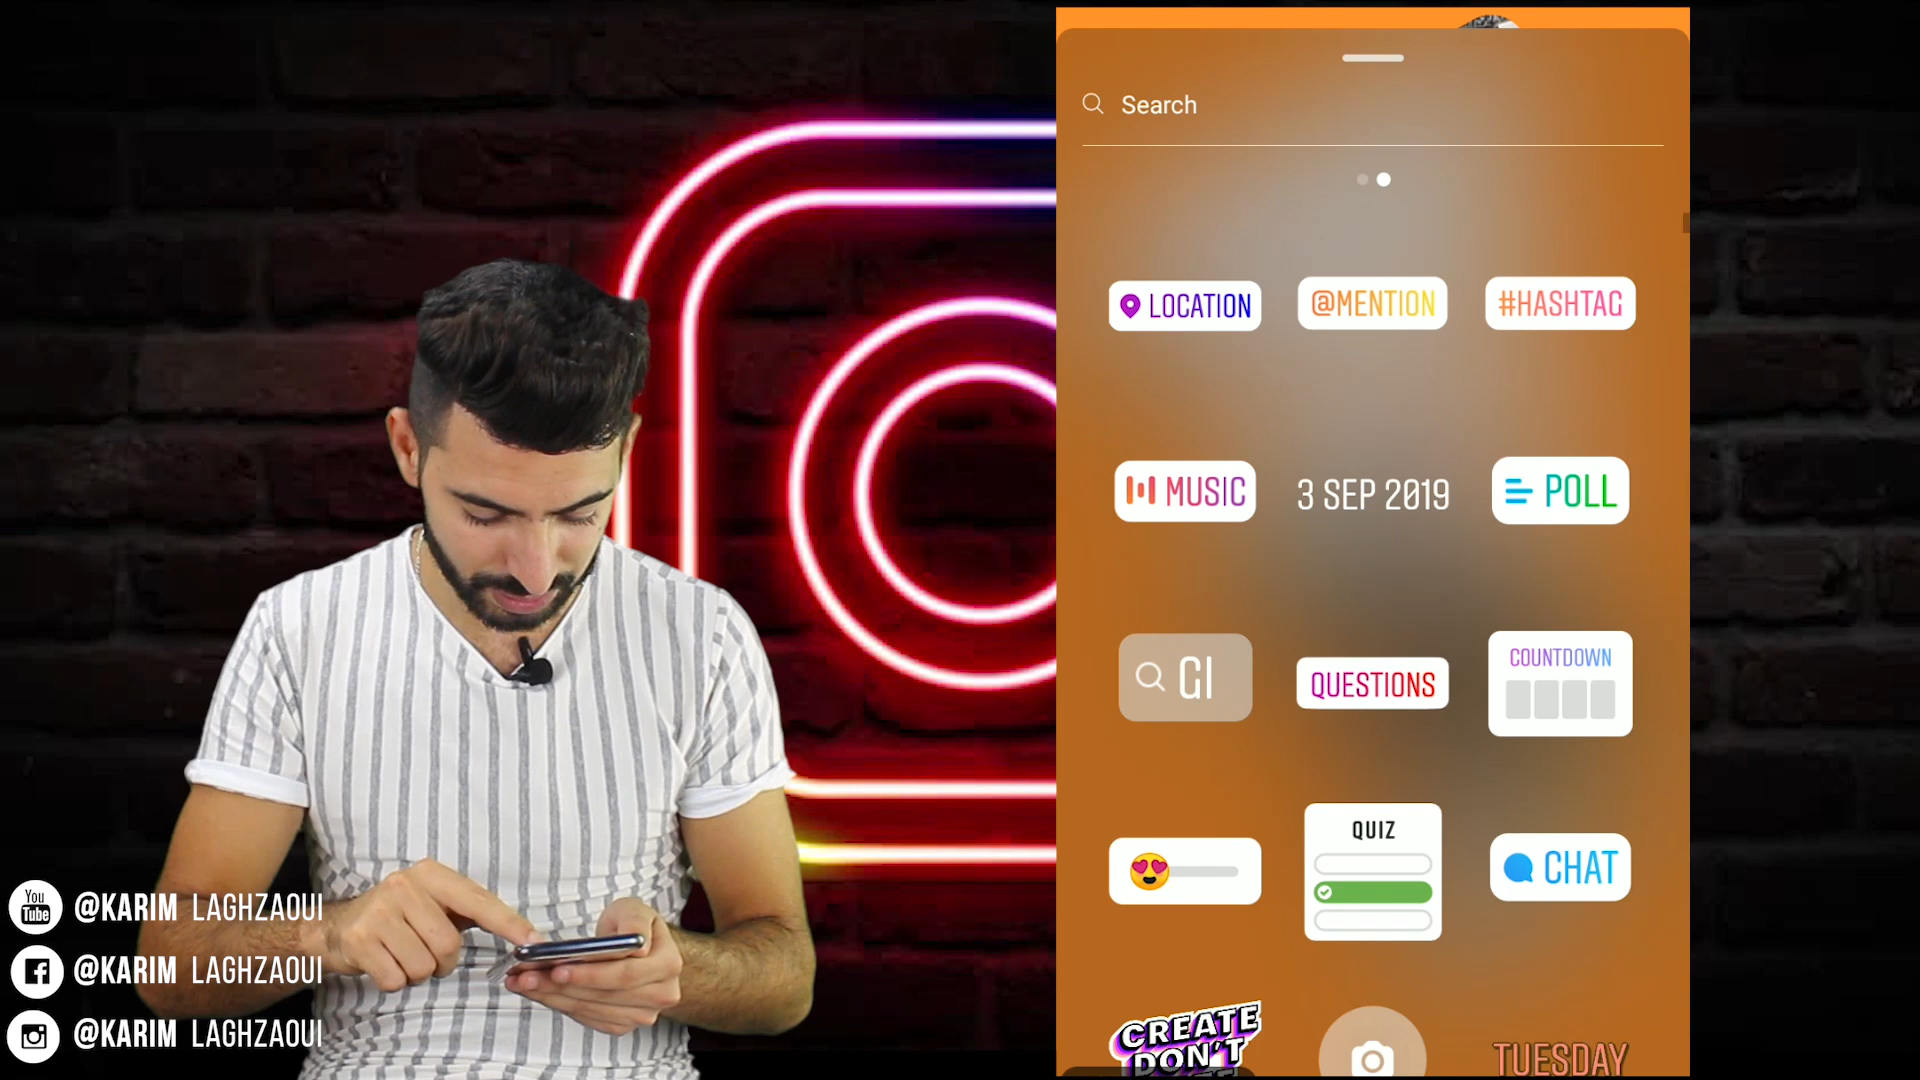 Search
LOCATION
@MENTION
#HASHTAG
MUSIC
3 SEP 2019
POLL
GI
QUESTIONS
COUNTDOWN
QUIZ
CHAT
CREATE
DON'T
TUESDAY
You
Tube
@KARIM LAGHZAOUI
@KARIM LAGHZAOUI
@KARIM LAGHZAOUI